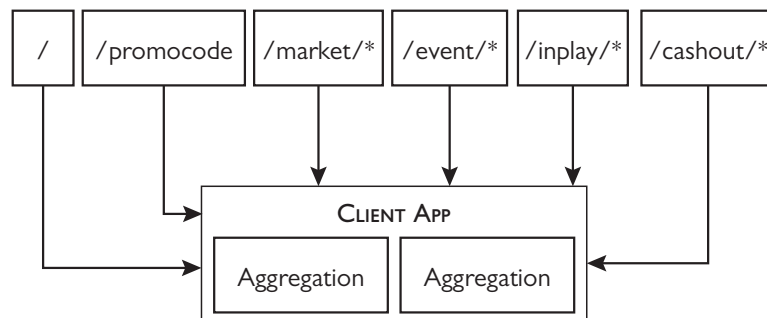 /
/promocode
/market/*
/event/*
/inplay/*
/cashout/*
CLIENT APP
Aggregation
Aggregation